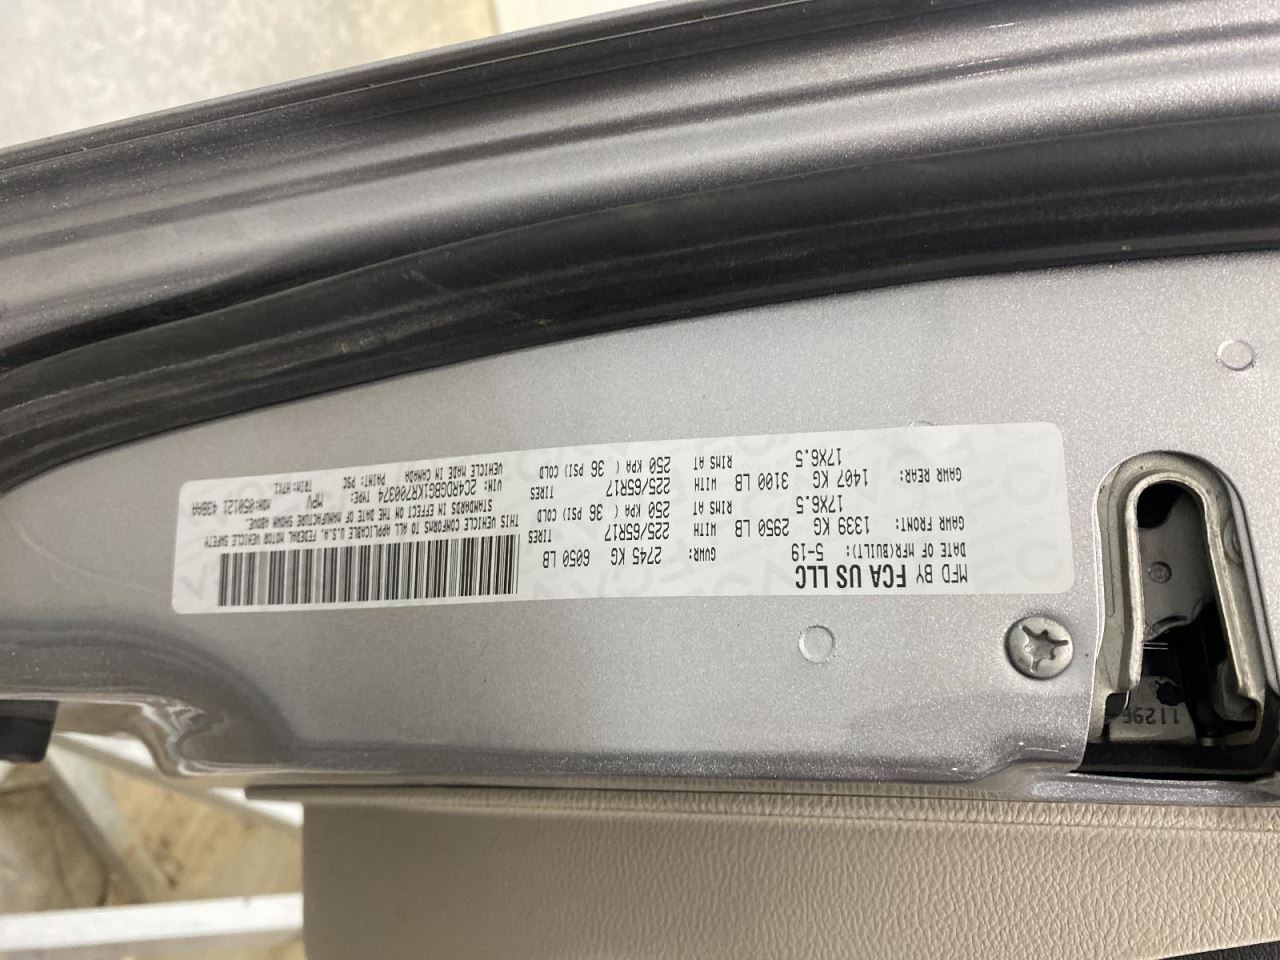 MFD BY FCA US LLC
DATE OF MFR(BUILT): 5-19 GVWR: 2745 KG 6050 LB
GAWR FRONT: 1339 KG 2950 LB WITH 225/65R17 TIRES
17X6.5 RIMS AT 250 KPA ( 36 PSI) COLD
GAWR REAR: 1407 KG 3100 LB WITH 225/65R17 TIRES
17X6.5 RIMS AT 250 KPA ( 36 PSI) COLD
THIS VEHICLE CONFORMS TO ALL APPLICABLE U.S.A. FEDERAL MOTOR VEHICLE SAFETY
STANDARDS IN EFFECT ON THE DATE OF MANUFACTURE SHOWN ABOVE.
VIN: 2C4RDGBG1KR700374 TYPE: MPV MDH:050121 438AA
VEHICLE MADE IN CANADA PAINT: PSC TRIM: H7X1
11295